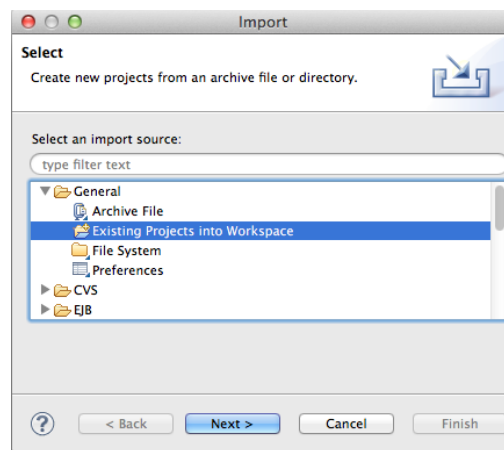 Import
Select
Create new projects from an archive file or directory.
Select an import source:
type filter text
General
Archive File
Existing Projects into Workspace
File System
Preferences
CVS
EJB
? < Back Next > Cancel Finish